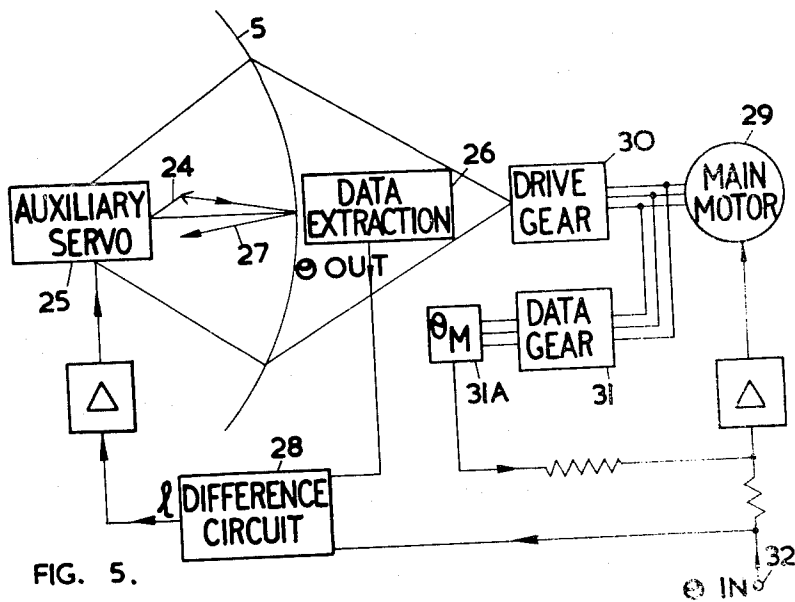 5
24
26
30
29
AUXILIARY
SERVO
DATA
EXTRACTION
DRIVE
GEAR
MAIN
MOTOR
27
25
Θ OUT
θM
DATA
GEAR
31A
31
Δ
Δ
28
l
DIFFERENCE
CIRCUIT
FIG. 5.
Θ IN
32